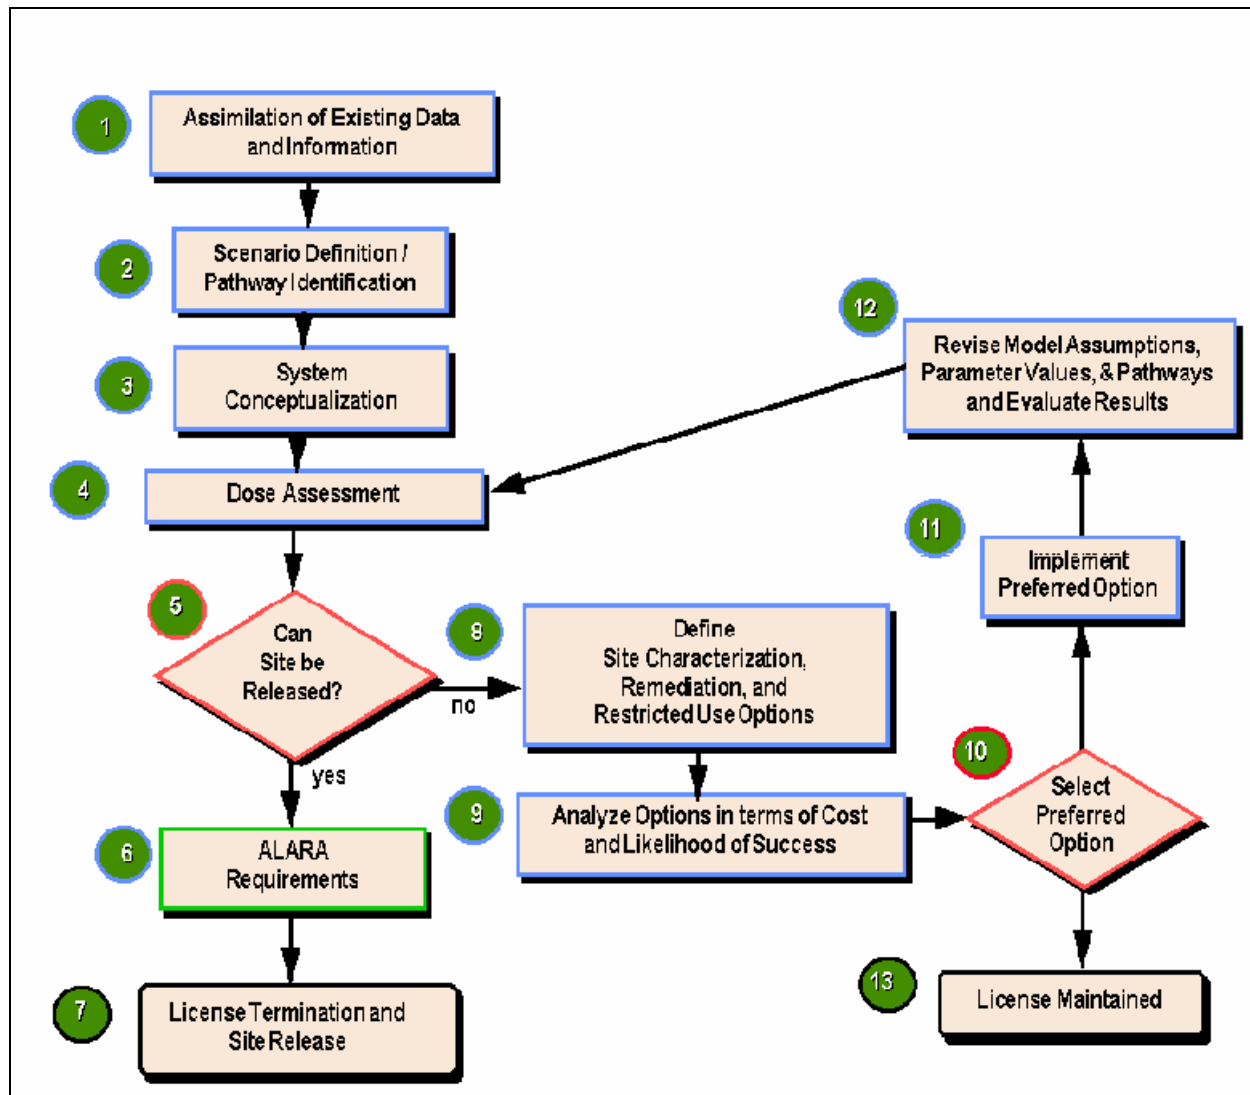 1
Assimilation of Existing Data
and Information
2
Scenario Definition /
Pathway Identification
3
System
Conceptualization
4
Dose Assessment
5
Can
Site be
Released?
yes
no
6
ALARA
Requirements
7
License Termination and
Site Release
8
Define
Site Characterization,
Remediation, and
Restricted Use Options
9
Analyze Options in terms of Cost
and Likelihood of Success
10
Select
Preferred
Option
11
Implement
Preferred Option
12
Revise Model Assumptions,
Parameter Values, & Pathways
and Evaluate Results
13
License Maintained